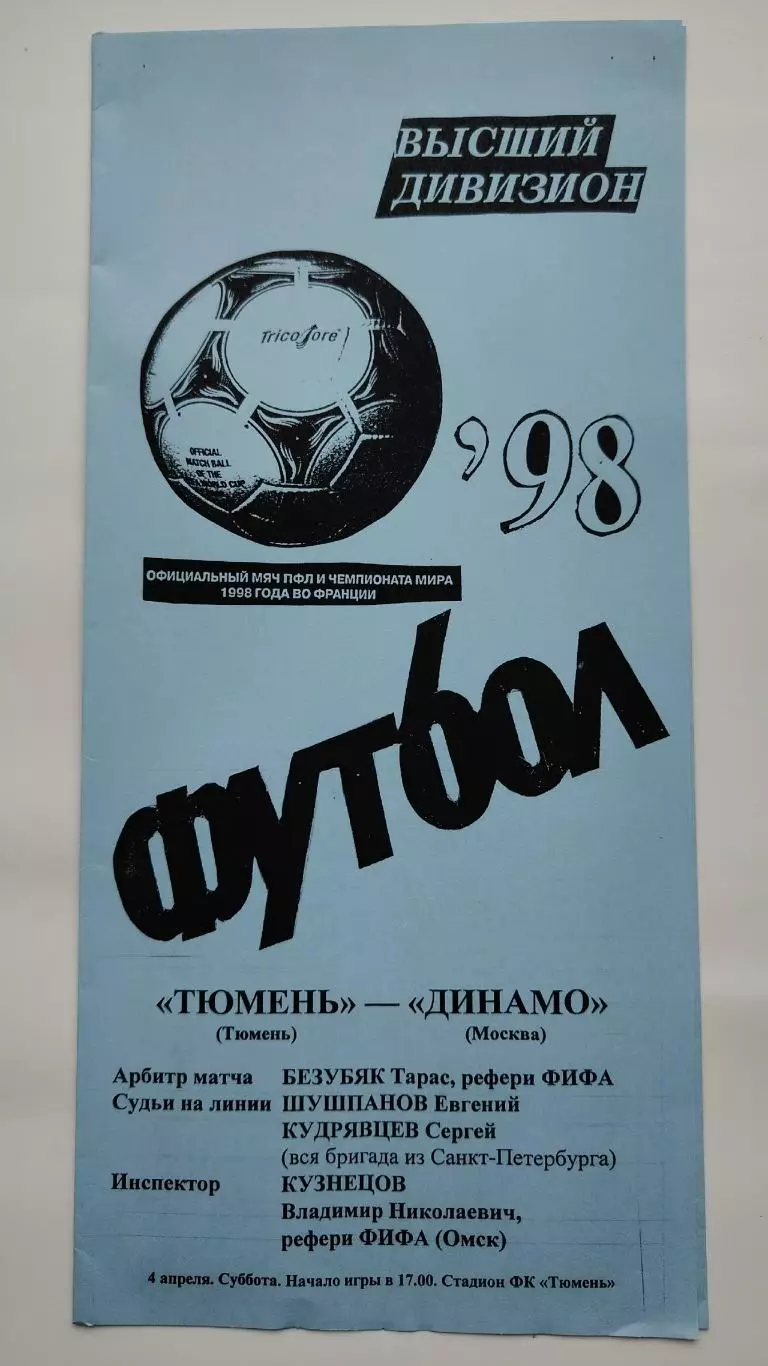 ВЫСШИЙ
ДИВИЗИОН
Tricolore
OFFICIAL
MATCH BALL
OF THE
WORLD CUP
’98
ОФИЦИАЛЬНЫЙ МЯЧ ПФЛ И ЧЕМПИОНАТА МИРА
1998 ГОДА ВО ФРАНЦИИ
ФУТБОЛ
«ТЮМЕНЬ» — «ДИНАМО»
(Тюмень) (Москва)
Арбитр матча БЕЗУБЯК Тарас, рефери ФИФА
Судьи на линии ШУШПАНОВ Евгений
КУДРЯВЦЕВ Сергей
(вся бригада из Санкт-Петербурга)
Инспектор КУЗНЕЦОВ
Владимир Николаевич,
рефери ФИФА (Омск)
4 апреля. Суббота. Начало игры в 17.00. Стадион ФК «Тюмень»